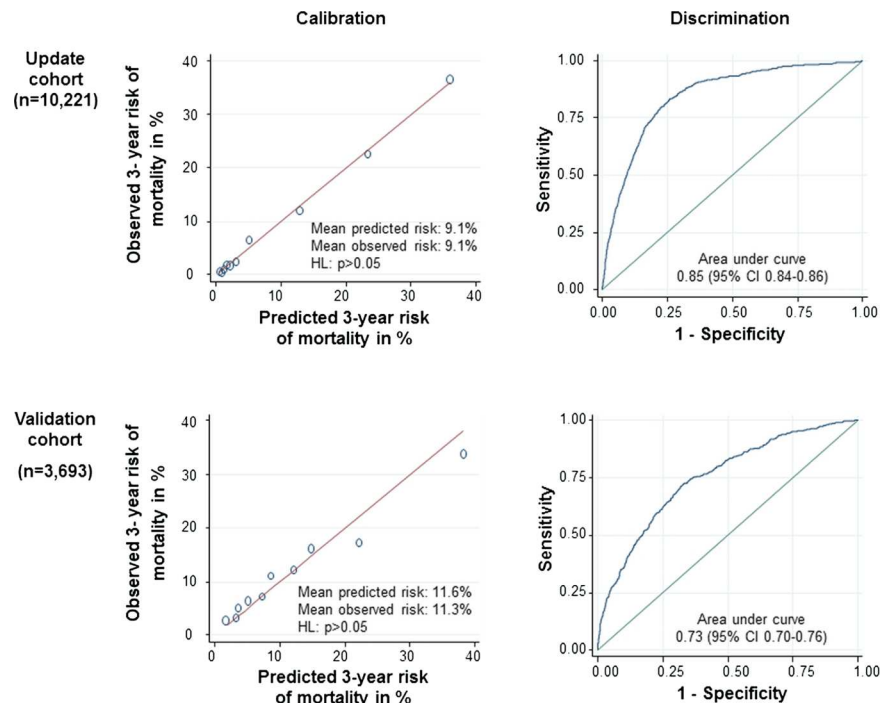 Calibration
Discrimination
Update
cohort
(n=10,221)
Observed 3- year risk of
mortality in %
40
30
20
10
0
Mean predicted risk: 9.1%
Mean observed risk: 9.1%
HL: p>0.05
0
10
20
30
40
Predicted 3-year risk
of mortality in %
Sensitivity
1.00
0.75
0.50
0.25
0.00
Area under curve
0.85 (95% CI 0.84-0.86)
0.00
0.25
0.50
0.75
1.00
1 - Specificity
Validation
cohort
(n=3,693)
Observed 3- year risk of
mortality in %
40
30
20
10
0
Mean predicted risk: 11.6%
Mean observed risk: 11.3%
HL: p>0.05
0
10
20
30
40
Predicted 3-year risk
of mortality in %
Sensitivity
1.00
0.75
0.50
0.25
0.00
Area under curve
0.73 (95% CI 0.70-0.76)
0.00
0.25
0.50
0.75
1.00
1 - Specificity